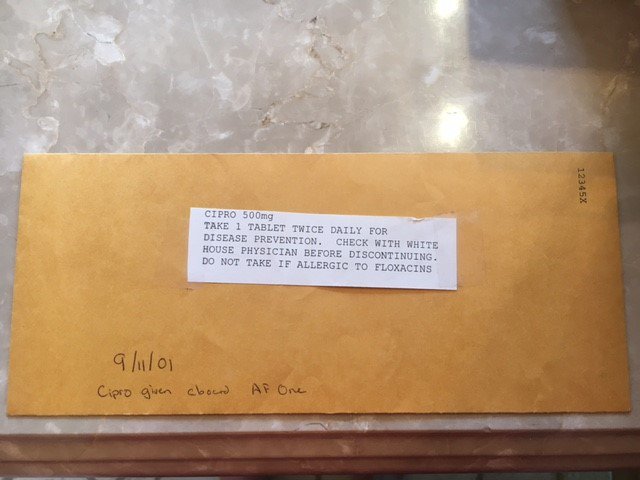 12345X
CIPRO 500mg
TAKE 1 TABLET TWICE DAILY FOR
DISEASE PREVENTION. CHECK WITH WHITE
HOUSE PHYSICIAN BEFORE DISCONTINUING.
DO NOT TAKE IF ALLERGIC TO FLOXACINS
9/11/01
Cipro given aboard AF One